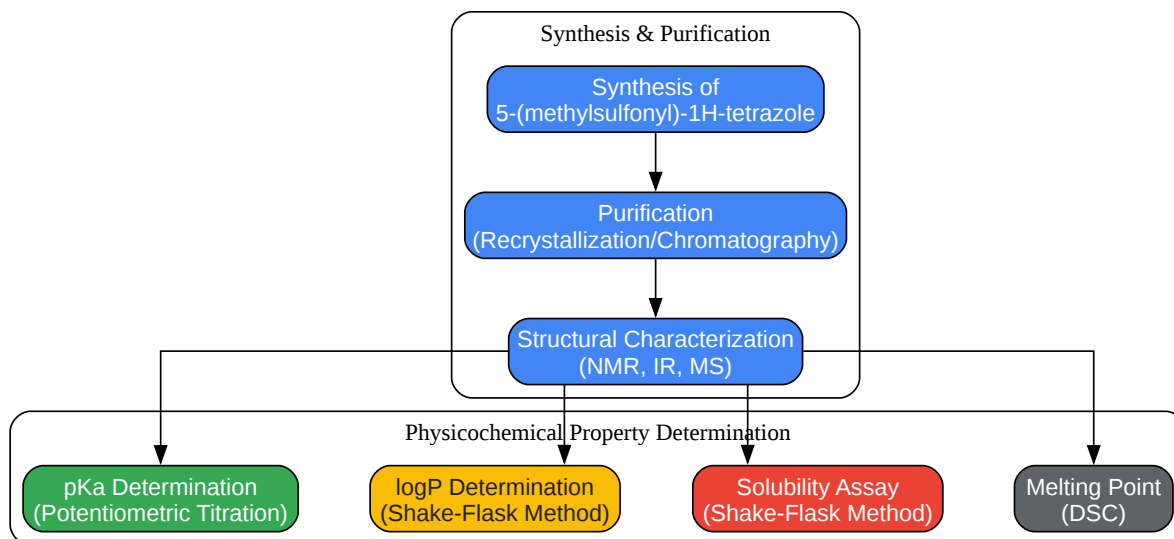 Synthesis & Purification
Synthesis of
5-(methylsulfonyl)-1H-tetrazole
Purification
(Recrystallization/Chromatography)
Structural Characterization
(NMR, IR, MS)
Physicochemical Property Determination
pKa Determination
(Potentiometric Titration)
logP Determination
(Shake-Flask Method)
Solubility Assay
(Shake-Flask Method)
Melting Point
(DSC)